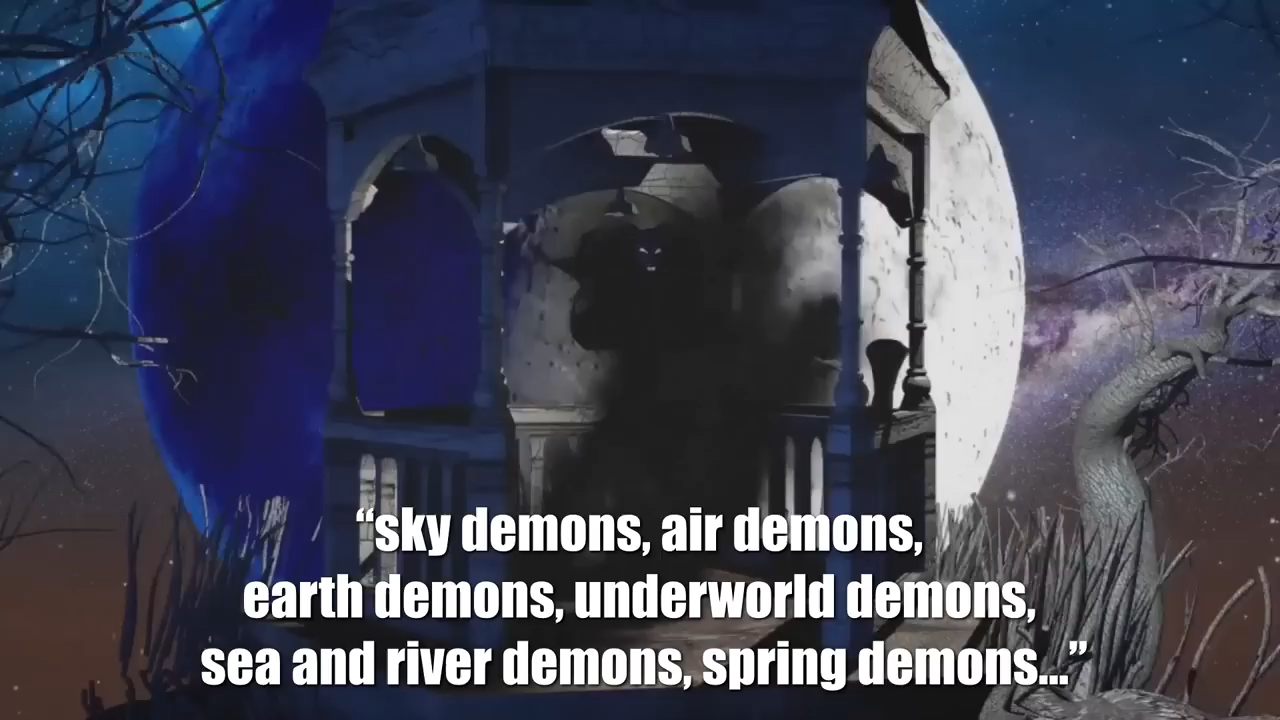 “sky demons, air demons,
earth demons, underworld demons,
sea and river demons, spring demons...”